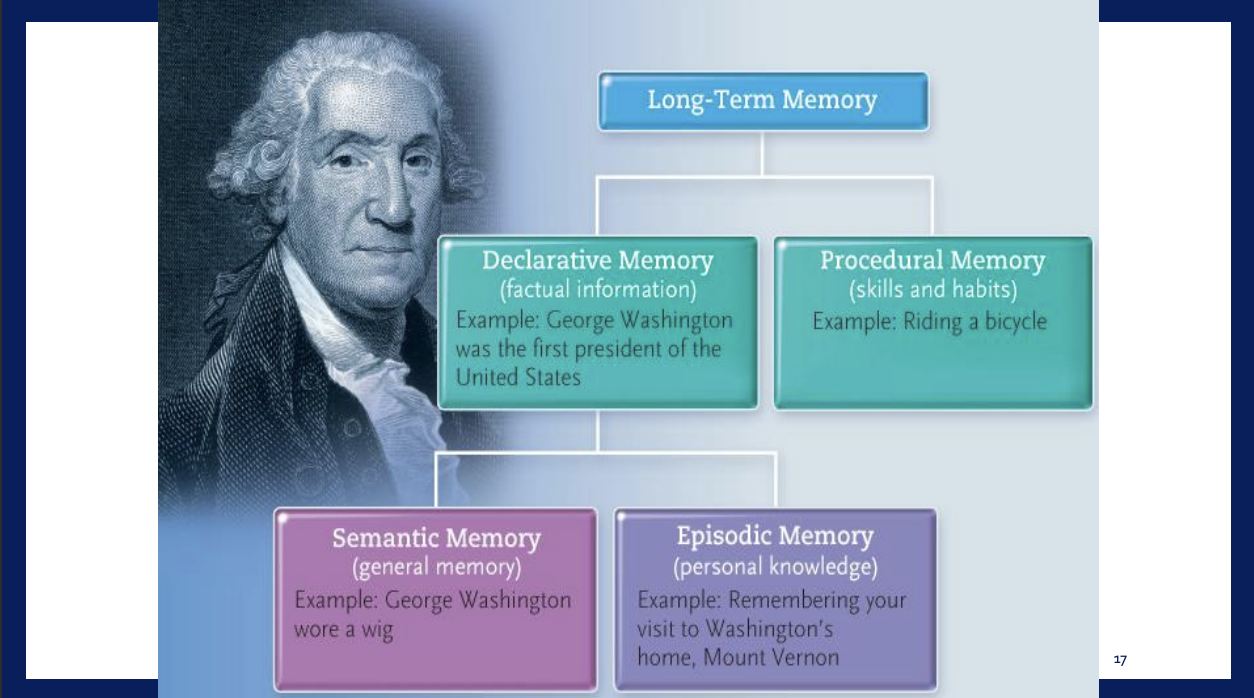 Long-Term Memory
Declarative Memory
(factual information)
Example: George Washington
was the first president of the
United States
Procedural Memory
(skills and habits)
Example: Riding a bicycle
Semantic Memory
(general memory)
Example: George Washington
wore a wig
Episodic Memory
(personal knowledge)
Example: Remembering your
visit to Washington's
home, Mount Vernon
17